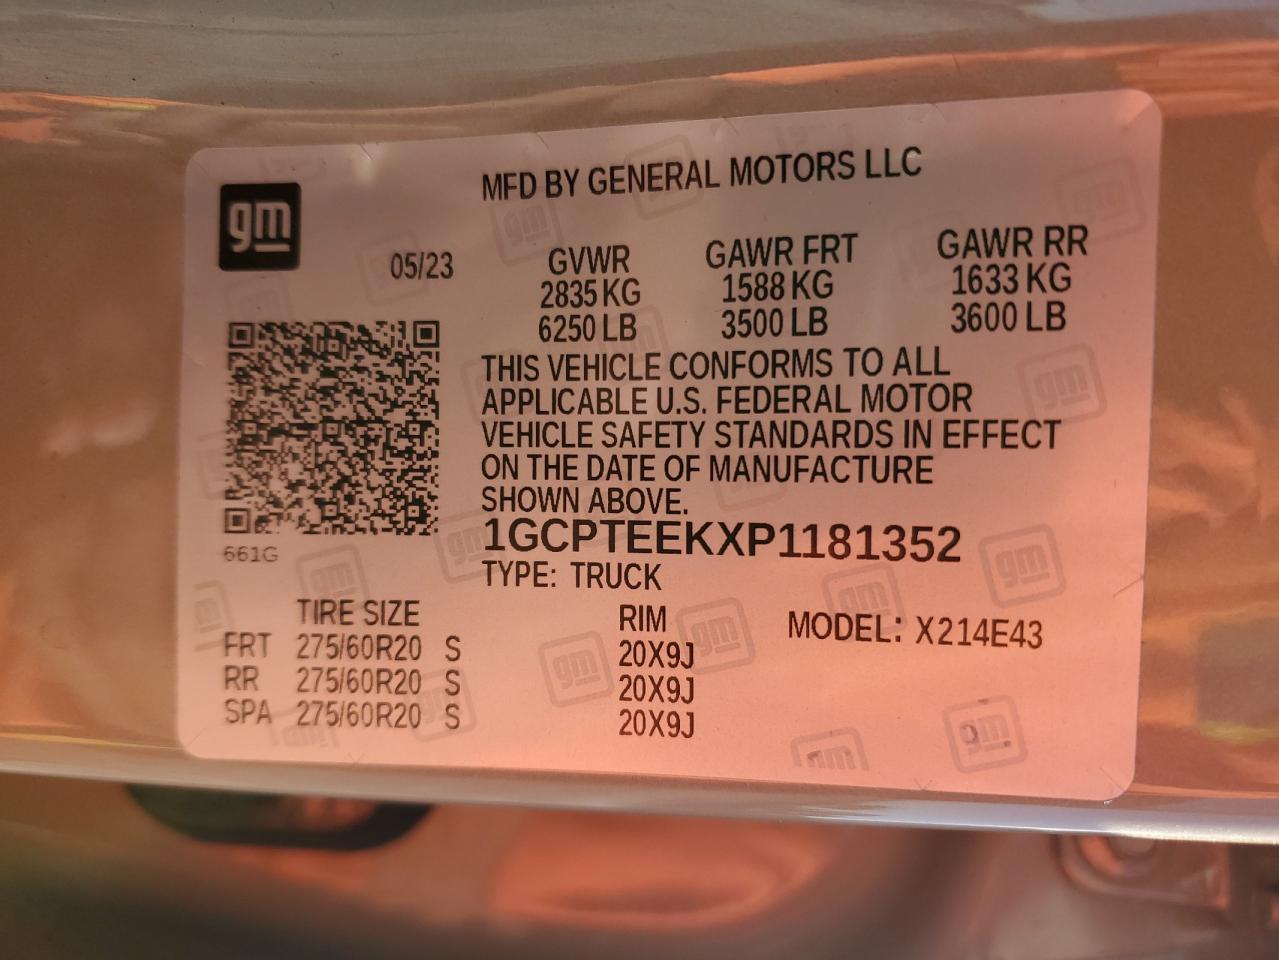 gm
MFD BY GENERAL MOTORS LLC
05/23
GVWR GAWR FRT GAWR RR
2835 KG 1588 KG 1633 KG
6250 LB 3500 LB 3600 LB
THIS VEHICLE CONFORMS TO ALL
APPLICABLE U.S. FEDERAL MOTOR
VEHICLE SAFETY STANDARDS IN EFFECT
ON THE DATE OF MANUFACTURE
SHOWN ABOVE.
661G
1GCPTEEKXP1181352
TYPE: TRUCK
TIRE SIZE RIM MODEL: X214E43
FRT 275/60R20 S 20X9J
RR 275/60R20 S 20X9J
SPA 275/60R20 S 20X9J